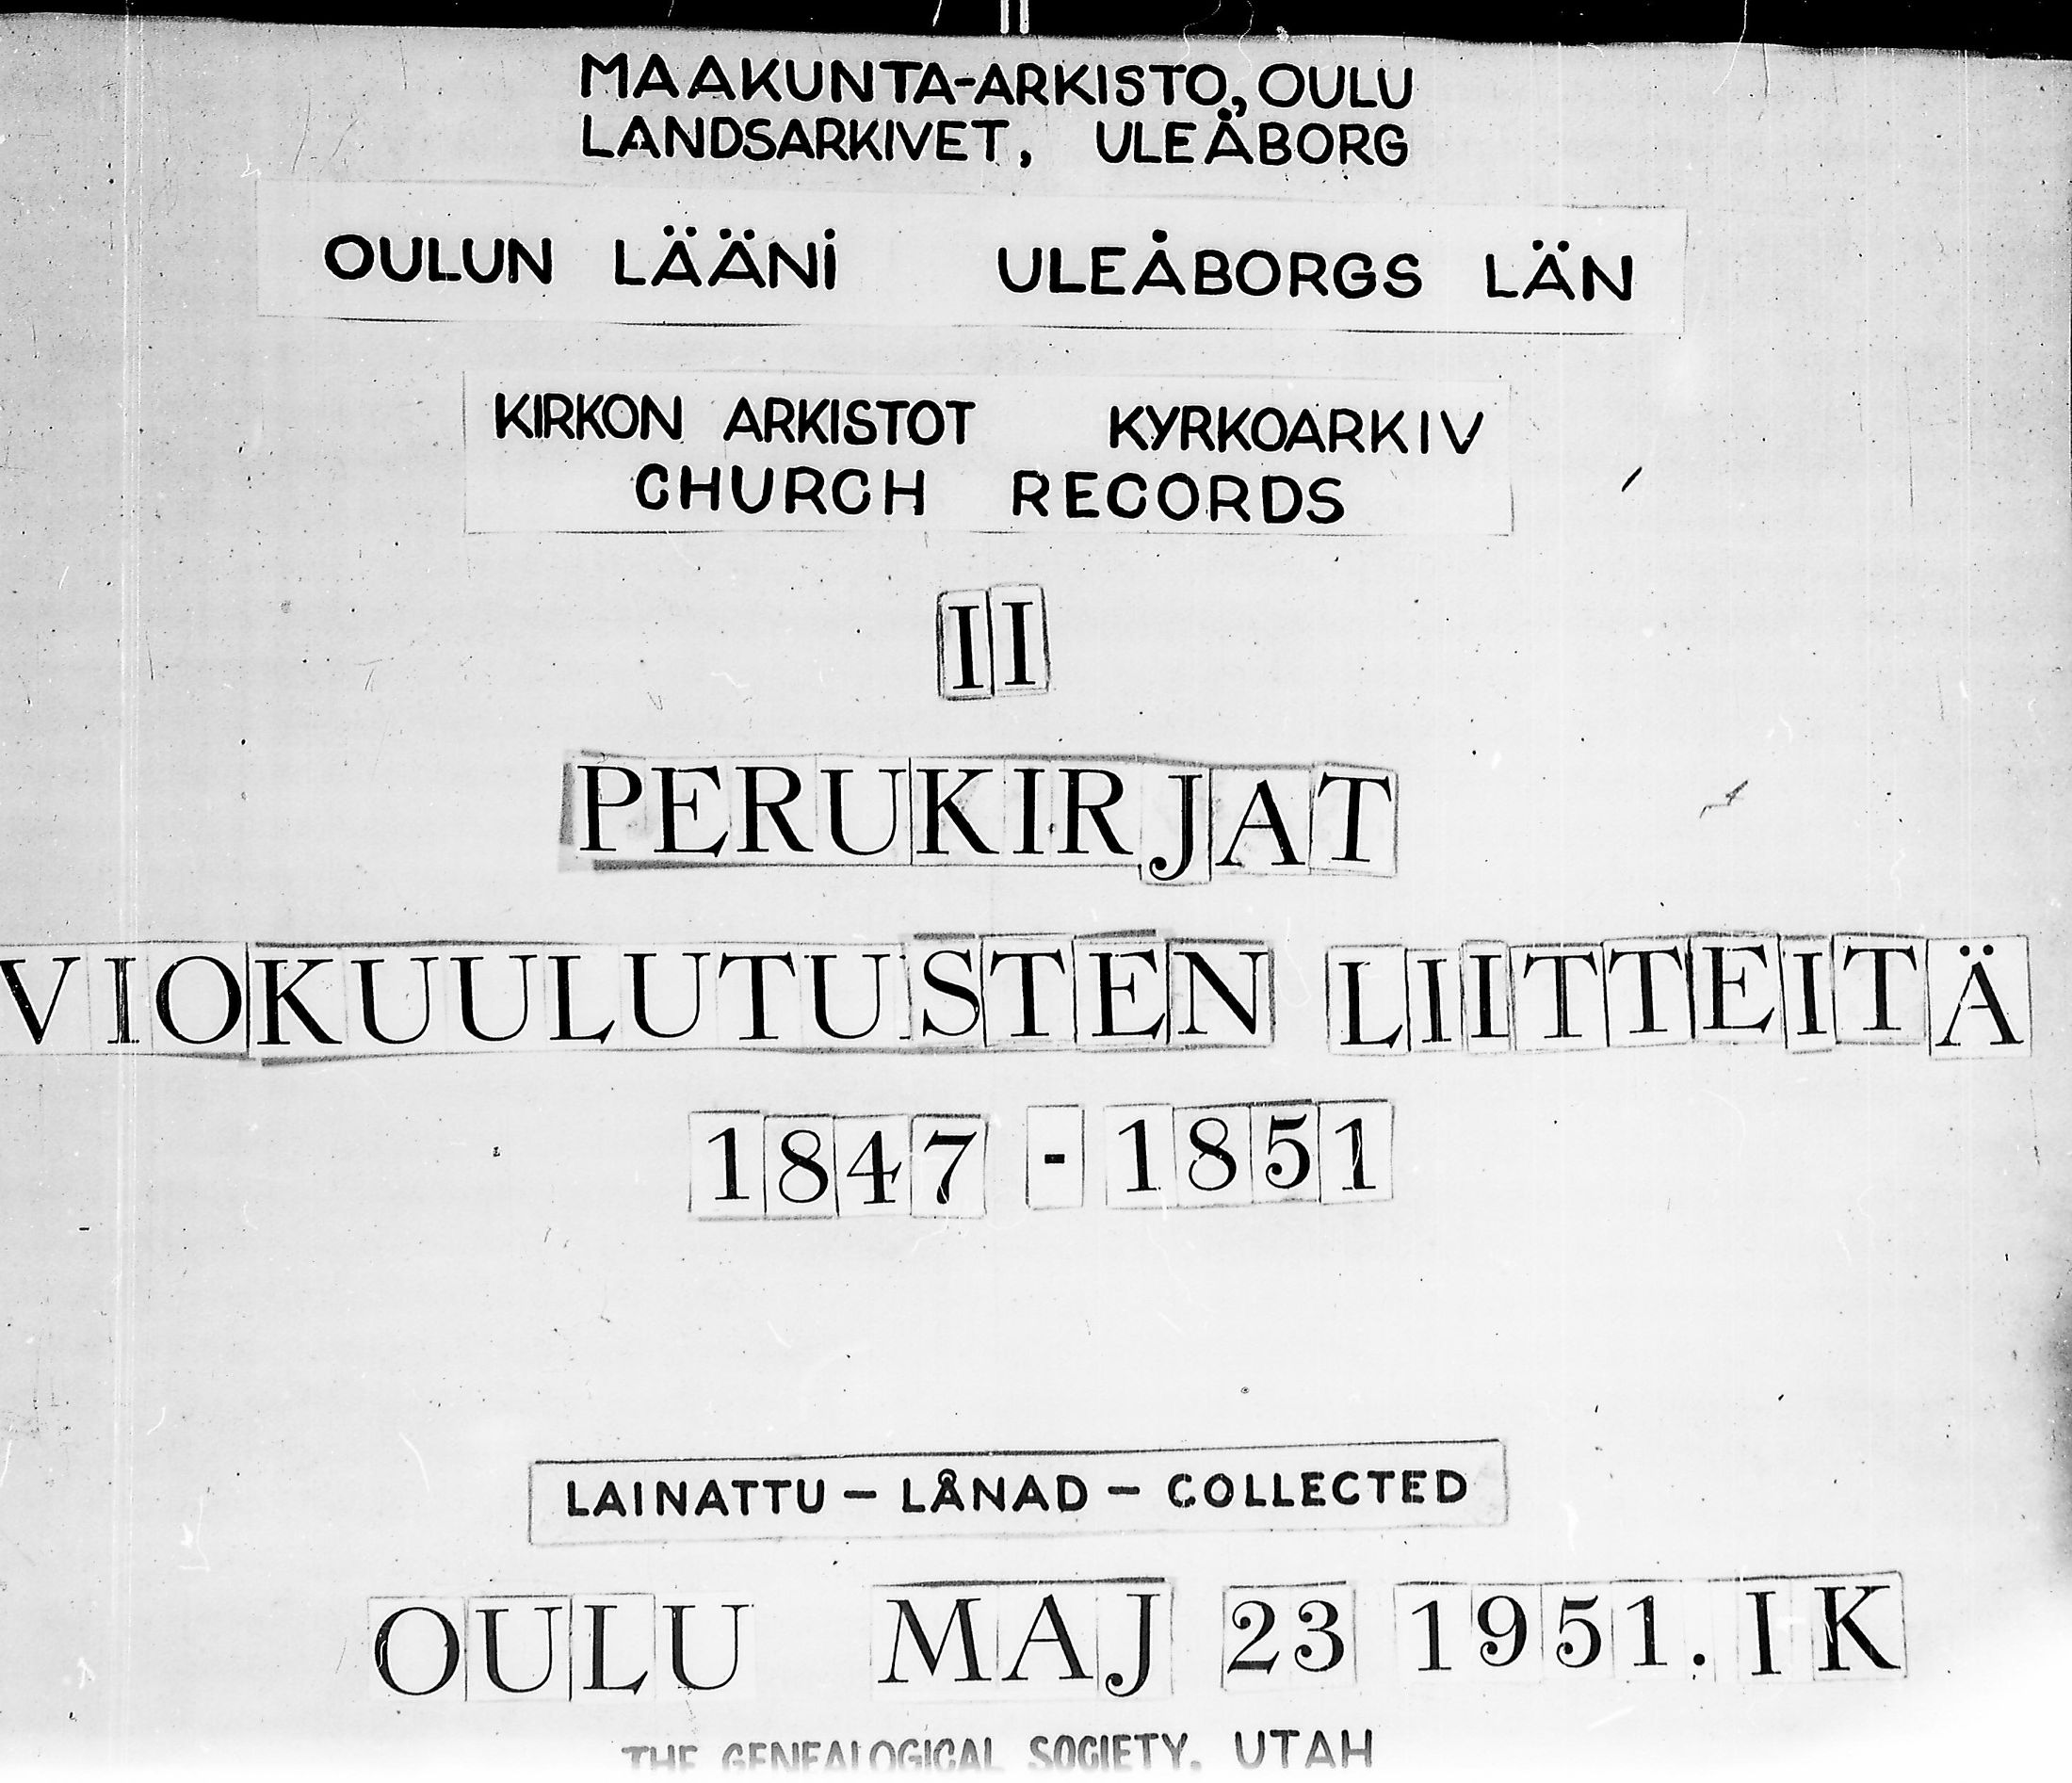 MAAKUNTA-ARKISTO, OULU
LANDSARKIVET, ULEÅBORG
OULUN LÄÄNI ULEÅBORGS LÄN
KIRKON ARKISTOT KYRKOARKIV
CHURCH RECORDS
II
PERUKIRJAT
VIOKUULUTUSTEN LIITTEITÄ
1847 - 1851
LAINATTU - LÅNAD - COLLECTED
OULU MAJ 23 1951. IK
THE GENEALOGICAL SOCIETY, UTAH